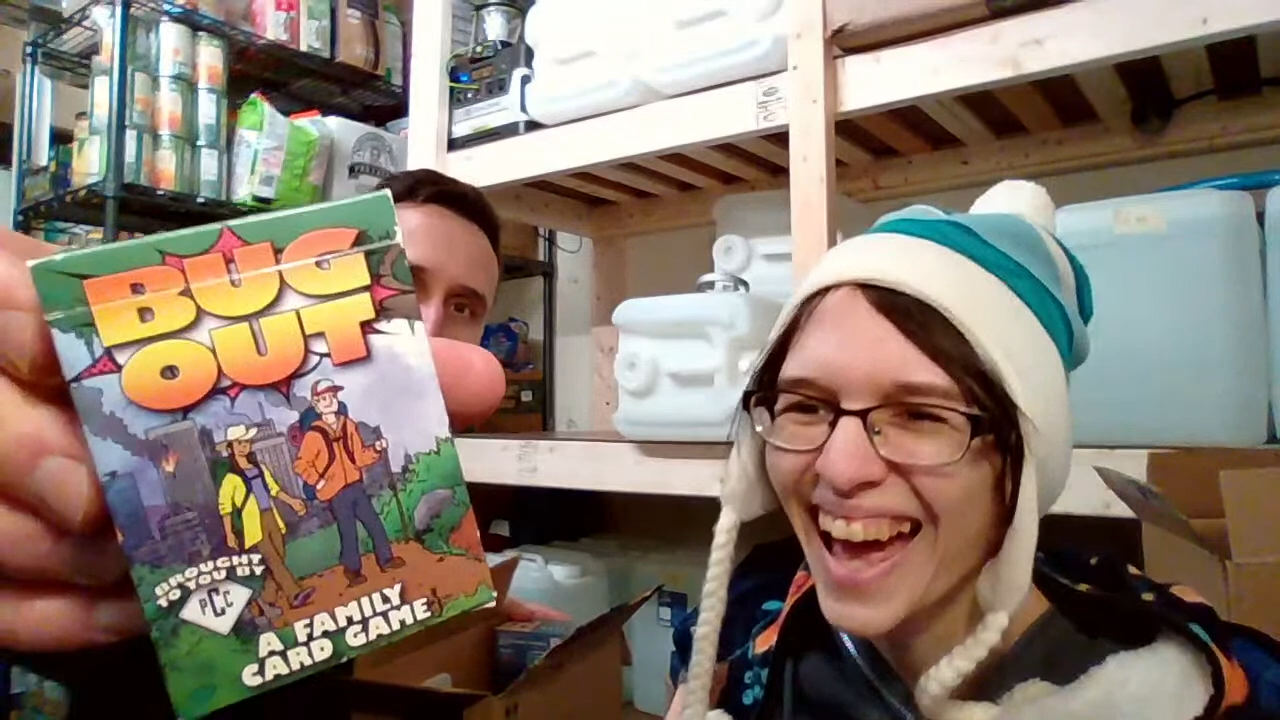 BUG
OUT
BROUGHT
TO YOU BY
PCC
A FAMILY
CARD GAME